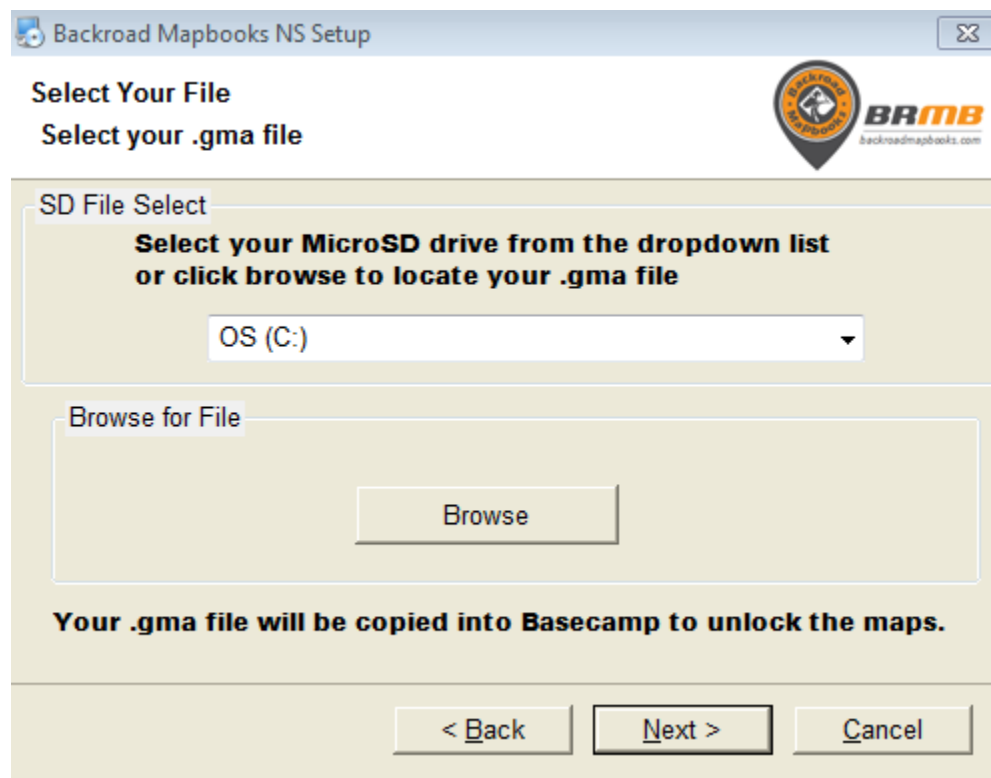 Backroad Mapbooks NS Setup
Select Your File
Select your .gma file
Backroad
Mapbooks
BRMB
backroadmapbooks.com
SD File Select
Select your MicroSD drive from the dropdown list
or click browse to locate your .gma file
OS (C:)
Browse for File
Browse
Your .gma file will be copied into Basecamp to unlock the maps.
< Back
Next >
Cancel